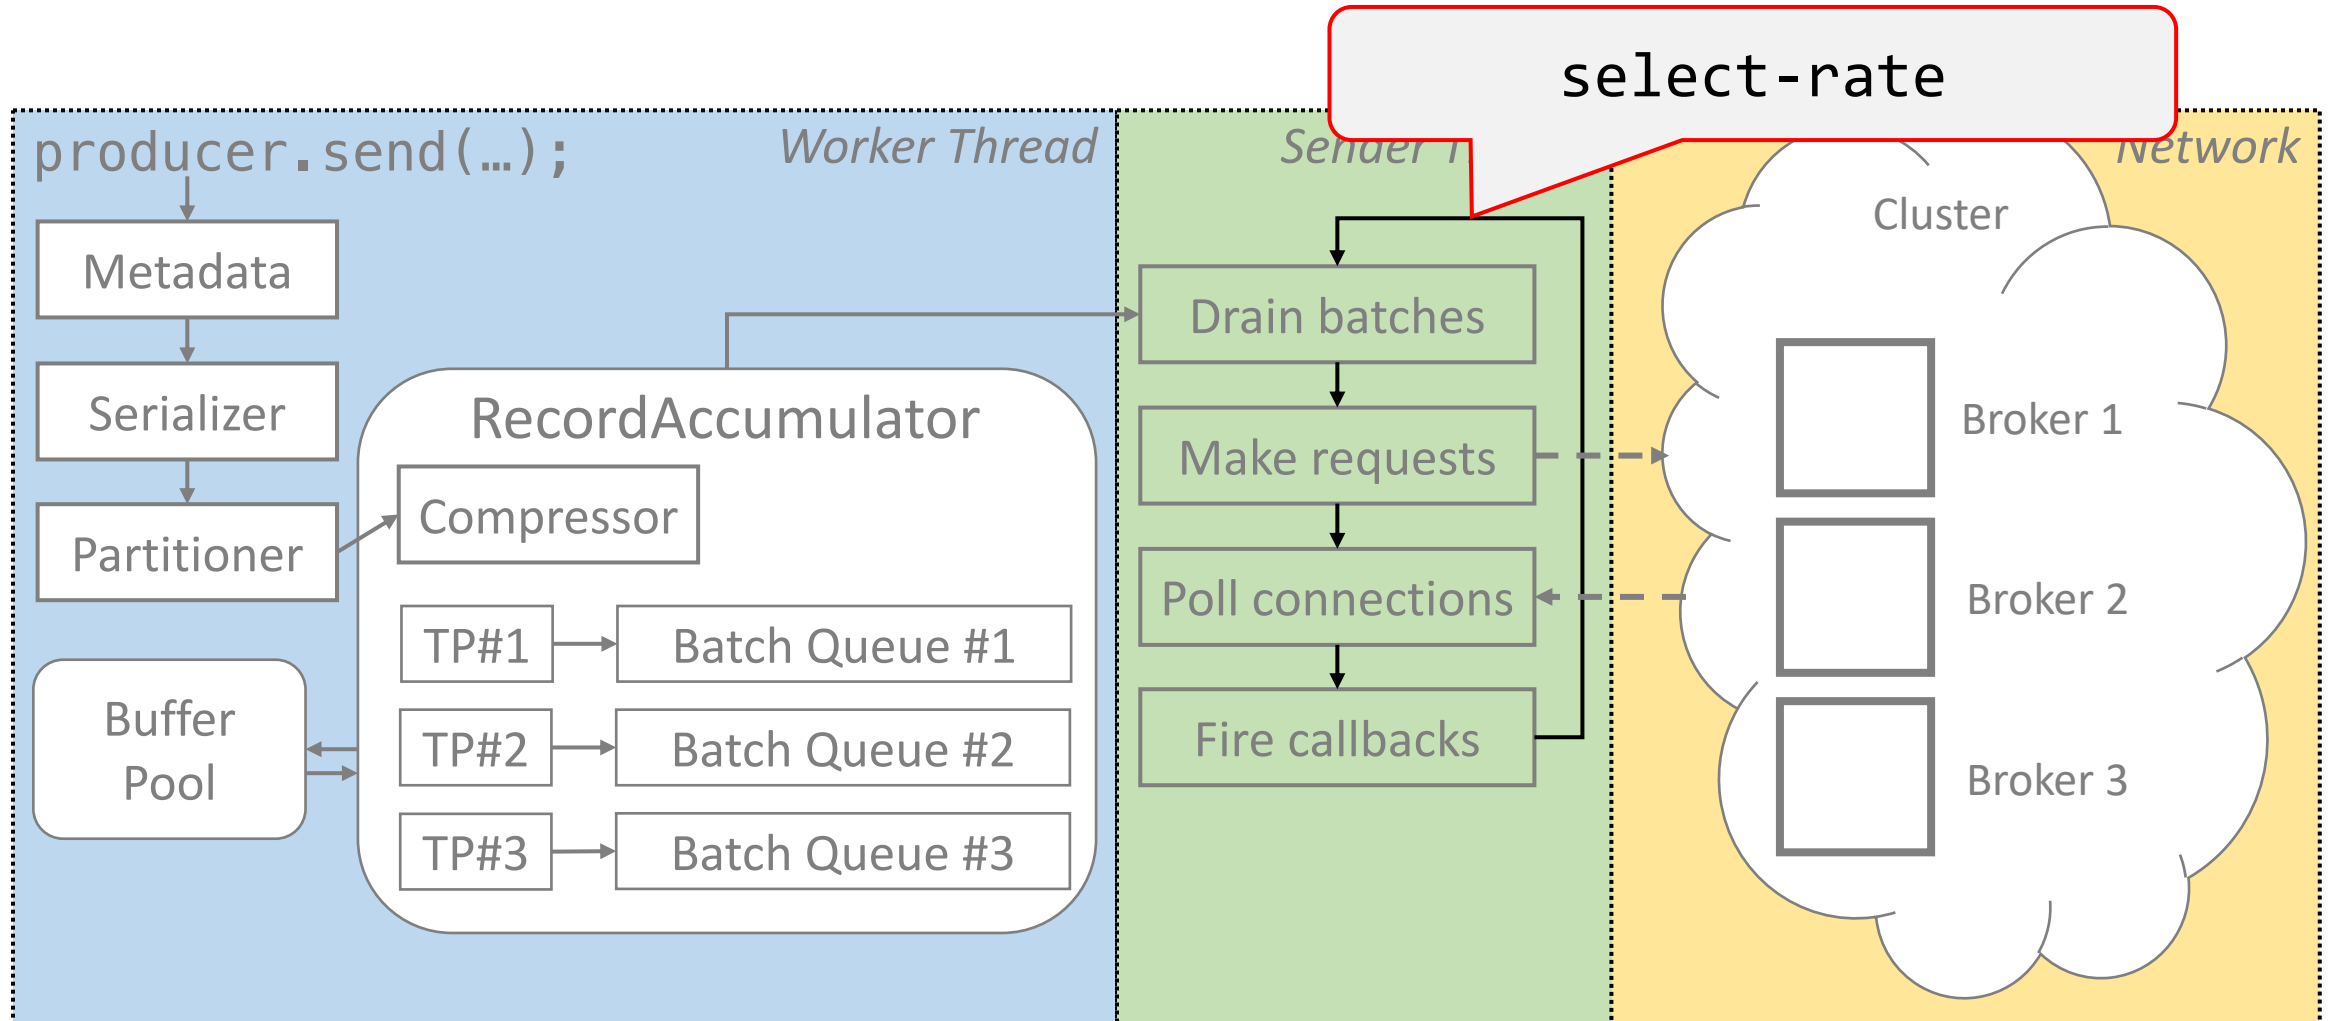 select-rate
producer.send(…);
Worker Thread
Sender
Network
Metadata
Serializer
Partitioner
Buffer
Pool
RecordAccumulator
Compressor
TP#1
Batch Queue #1
TP#2
Batch Queue #2
TP#3
Batch Queue #3
Drain batches
Make requests
Poll connections
Fire callbacks
Cluster
Broker 1
Broker 2
Broker 3